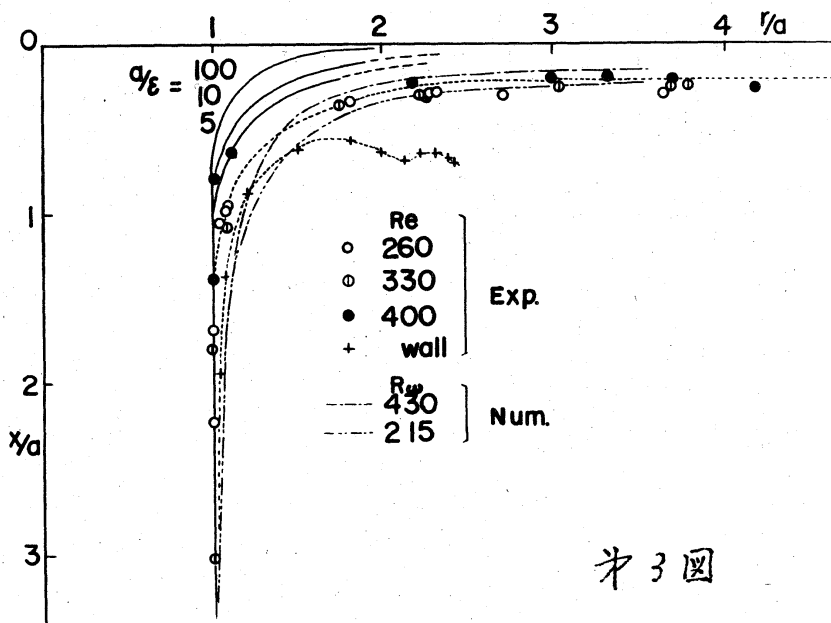 1 2 3 4 r/a
0
a/ε = 100
10
5
1
Re
260
330
400
wall
Exp.
Rψ
430
215
Num.
2
x/a
3
第3図